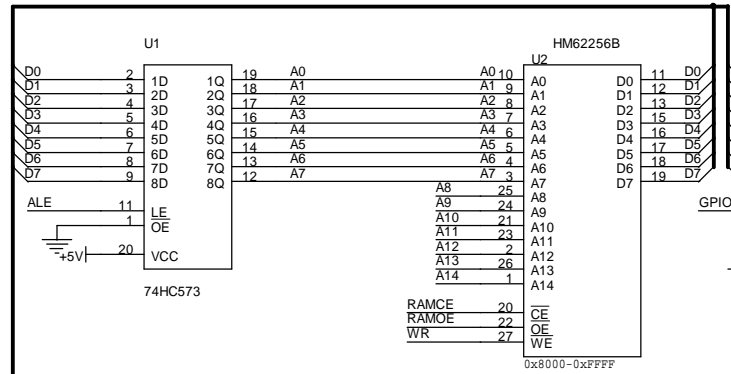 U1 HM62256B
U2
D0 2 1D 1Q 19 A0 A0 10 A0 D0 11 D0
D1 3 2D 2Q 18 A1 A1 9 A1 D1 12 D1
D2 4 3D 3Q 17 A2 A2 8 A2 D2 13 D2
D3 5 4D 4Q 16 A3 A3 7 A3 D3 15 D3
D4 6 5D 5Q 15 A4 A4 6 A4 D4 16 D4
D5 7 6D 6Q 14 A5 A5 5 A5 D5 17 D5
D6 8 7D 7Q 13 A6 A6 4 A6 D6 18 D6
D7 9 8D 8Q 12 A7 A7 3 A7 D7 19 D7
A8 25 A8
ALE 11 LE A9 24 A9 GPIO
1 OE A10 21 A10
A11 23 A11
+5V 20 VCC A12 2 A12
A13 26 A13
A14 1 A14
74HC573
RAMCE 20 CE
RAMOE 22 OE
WR 27 WE
0x8000-0xFFFF